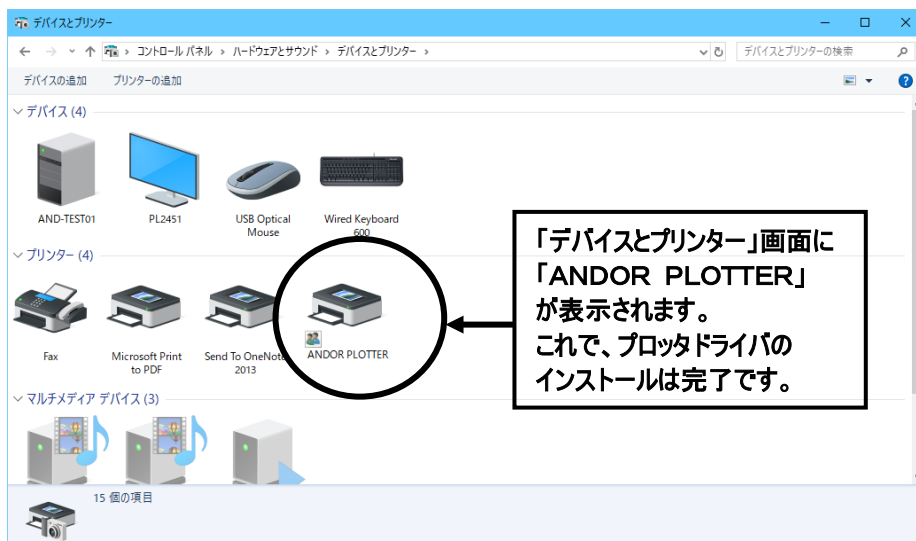 デバイスとプリンター
コントロール パネル › ハードウェアとサウンド › デバイスとプリンター ›
デバイスとプリンターの検索
デバイスの追加 プリンターの追加
デバイス (4)
AND-TEST01
PL2451
USB Optical
Mouse
Wired Keyboard
600
プリンター (4)
Fax
Microsoft Print
to PDF
Send To OneNote
2013
ANDOR PLOTTER
「デバイスとプリンター」画面に
「ANDOR PLOTTER」
が表示されます。
これで、プロッタドライバの
インストールは完了です。
マルチメディア デバイス (3)
15 個の項目